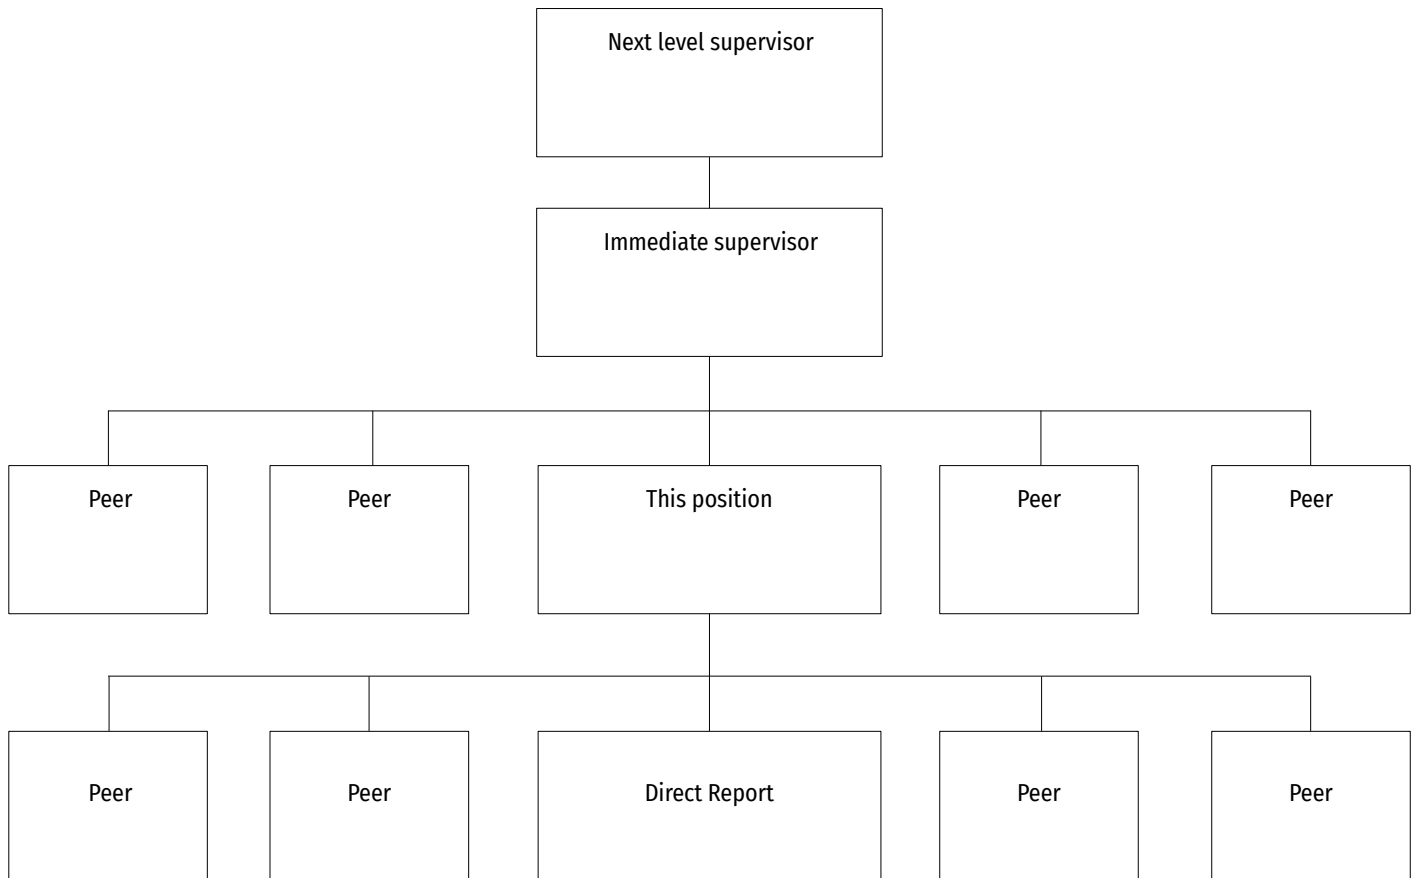 Next level supervisor
Immediate supervisor
Peer
Peer
This position
Peer
Peer
Peer
Peer
Direct Report
Peer
Peer